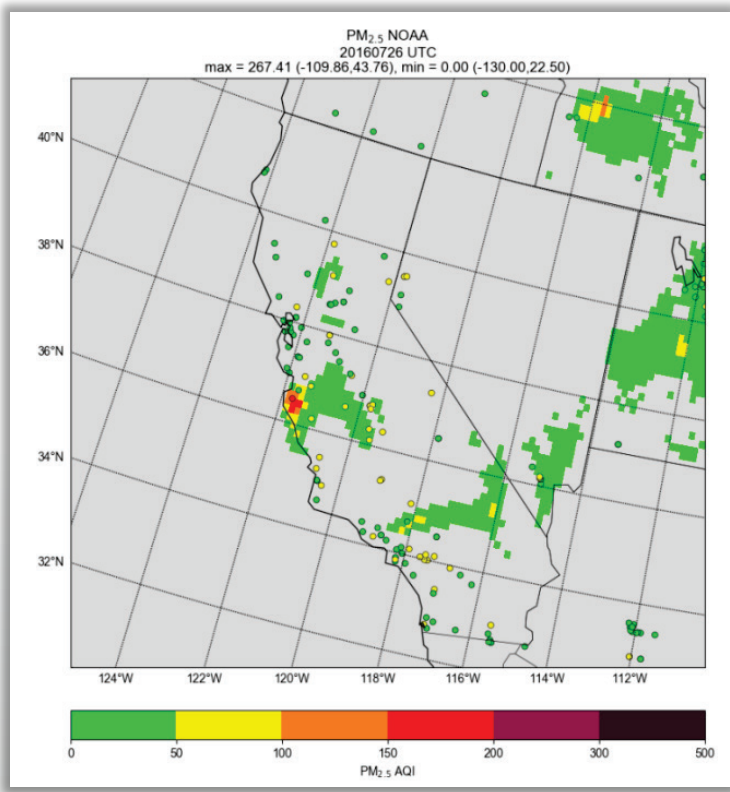 PM2.5 NOAA
20160726 UTC
max = 267.41 (-109.86,43.76), min = 0.00 (-130.00,22.50)
40°N
38°N
36°N
34°N
32°N
124°W 122°W 120°W 118°W 116°W 114°W 112°W
0 50 100 150 200 300 500
PM2.5 AQI